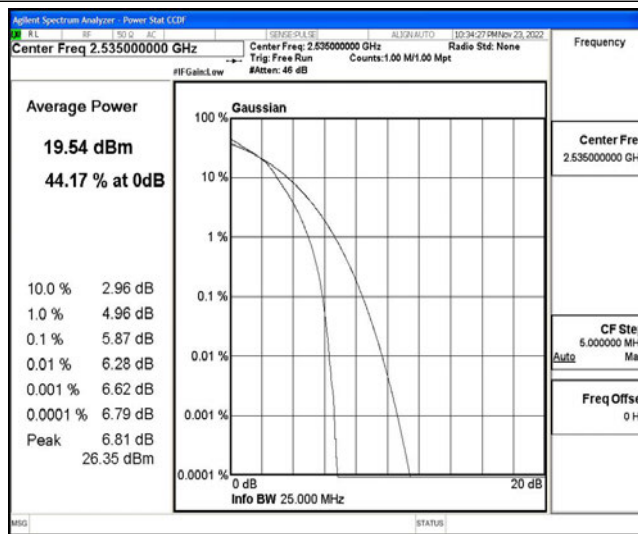 Agilent Spectrum Analyzer - Power Stat CCDF
RL RF 50 Ω AC SENSE:PULSE ALIGN AUTO 10:34:27 PM Nov 23, 2022
Center Freq 2.535000000 GHz
Center Freq: 2.535000000 GHz Radio Std: None
Trig: Free Run Counts:1.00 M/1.00 Mpt
#IFGain:Low #Atten: 46 dB
Frequency
Average Power
19.54 dBm
44.17 % at 0dB
10.0 % 2.96 dB
1.0 % 4.96 dB
0.1 % 5.87 dB
0.01 % 6.28 dB
0.001 % 6.62 dB
0.0001 % 6.79 dB
Peak 6.81 dB
26.35 dBm
Gaussian
100 %
10 %
1 %
0.1 %
0.01 %
0.001 %
0.0001 %
0 dB 20 dB
Info BW 25.000 MHz
Center Fre
2.535000000 GH
CF Ste
5.000000 MH
Auto Ma
Freq Offse
0 H
MSG STATUS